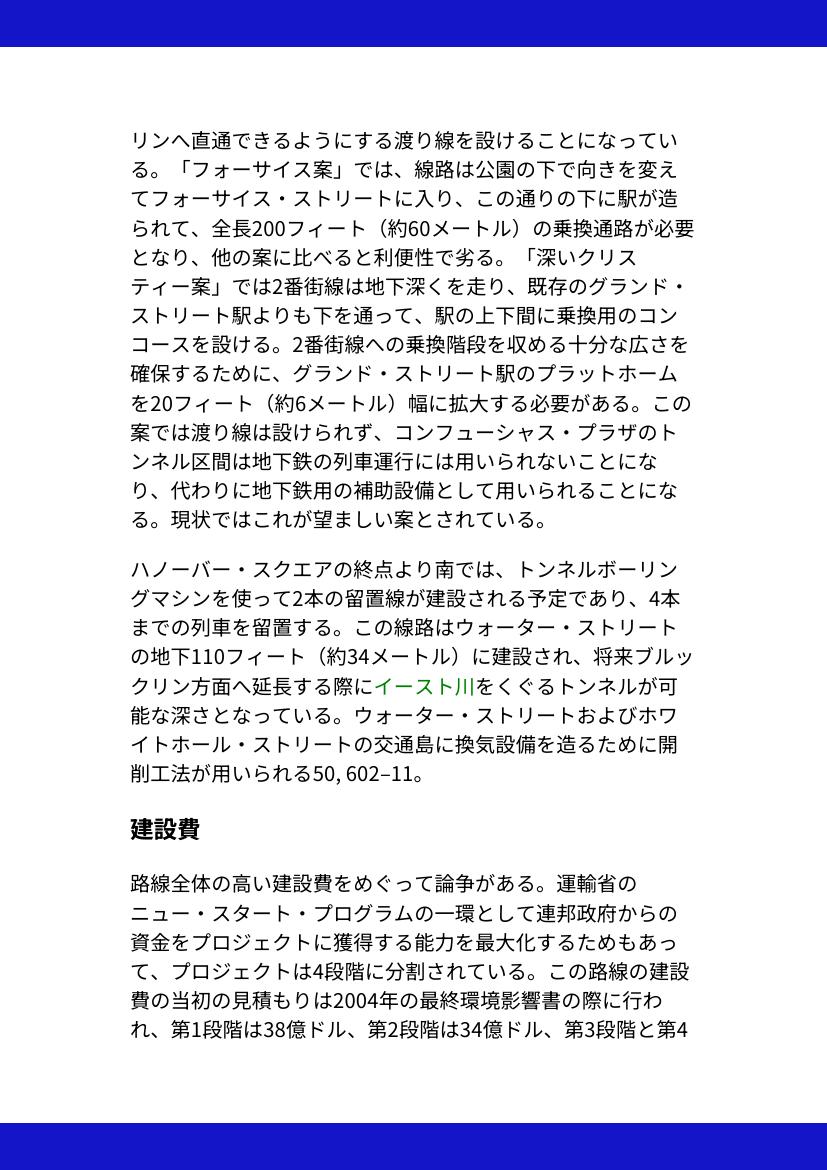 リンへ直通できるようにする渡り線を設けることになってい
る。「フォーサイス案」では、線路は公園の下で向きを変え
てフォーサイス・ストリートに入り、この通りの下に駅が造
られて、全長200フィート（約60メートル）の乗換通路が必要
となり、他の案に比べると利便性で劣る。「深いクリス
ティー案」では2番街線は地下深くを走り、既存のグランド・
ストリート駅よりも下を通って、駅の上下間に乗換用のコン
コースを設ける。2番街線への乗換階段を収める十分な広さを
確保するために、グランド・ストリート駅のプラットホーム
を20フィート（約6メートル）幅に拡大する必要がある。この
案では渡り線は設けられず、コンフューシャス・プラザのト
ンネル区間は地下鉄の列車運行には用いられないことにな
り、代わりに地下鉄用の補助設備として用いられることにな
る。現状ではこれが望ましい案とされている。
ハノーバー・スクエアの終点より南では、トンネルボーリン
グマシンを使って2本の留置線が建設される予定であり、4本
までの列車を留置する。この線路はウォーター・ストリート
の地下110フィート（約34メートル）に建設され、将来ブルッ
クリン方面へ延長する際にイースト川をくぐるトンネルが可
能な深さとなっている。ウォーター・ストリートおよびホワ
イトホール・ストリートの交通島に換気設備を造るために開
削工法が用いられる50, 602–11。
建設費
路線全体の高い建設費をめぐって論争がある。運輸省の
ニュー・スタート・プログラムの一環として連邦政府からの
資金をプロジェクトに獲得する能力を最大化するためもあっ
て、プロジェクトは4段階に分割されている。この路線の建設
費の当初の見積もりは2004年の最終環境影響書の際に行わ
れ、第1段階は38億ドル、第2段階は34億ドル、第3段階と第4